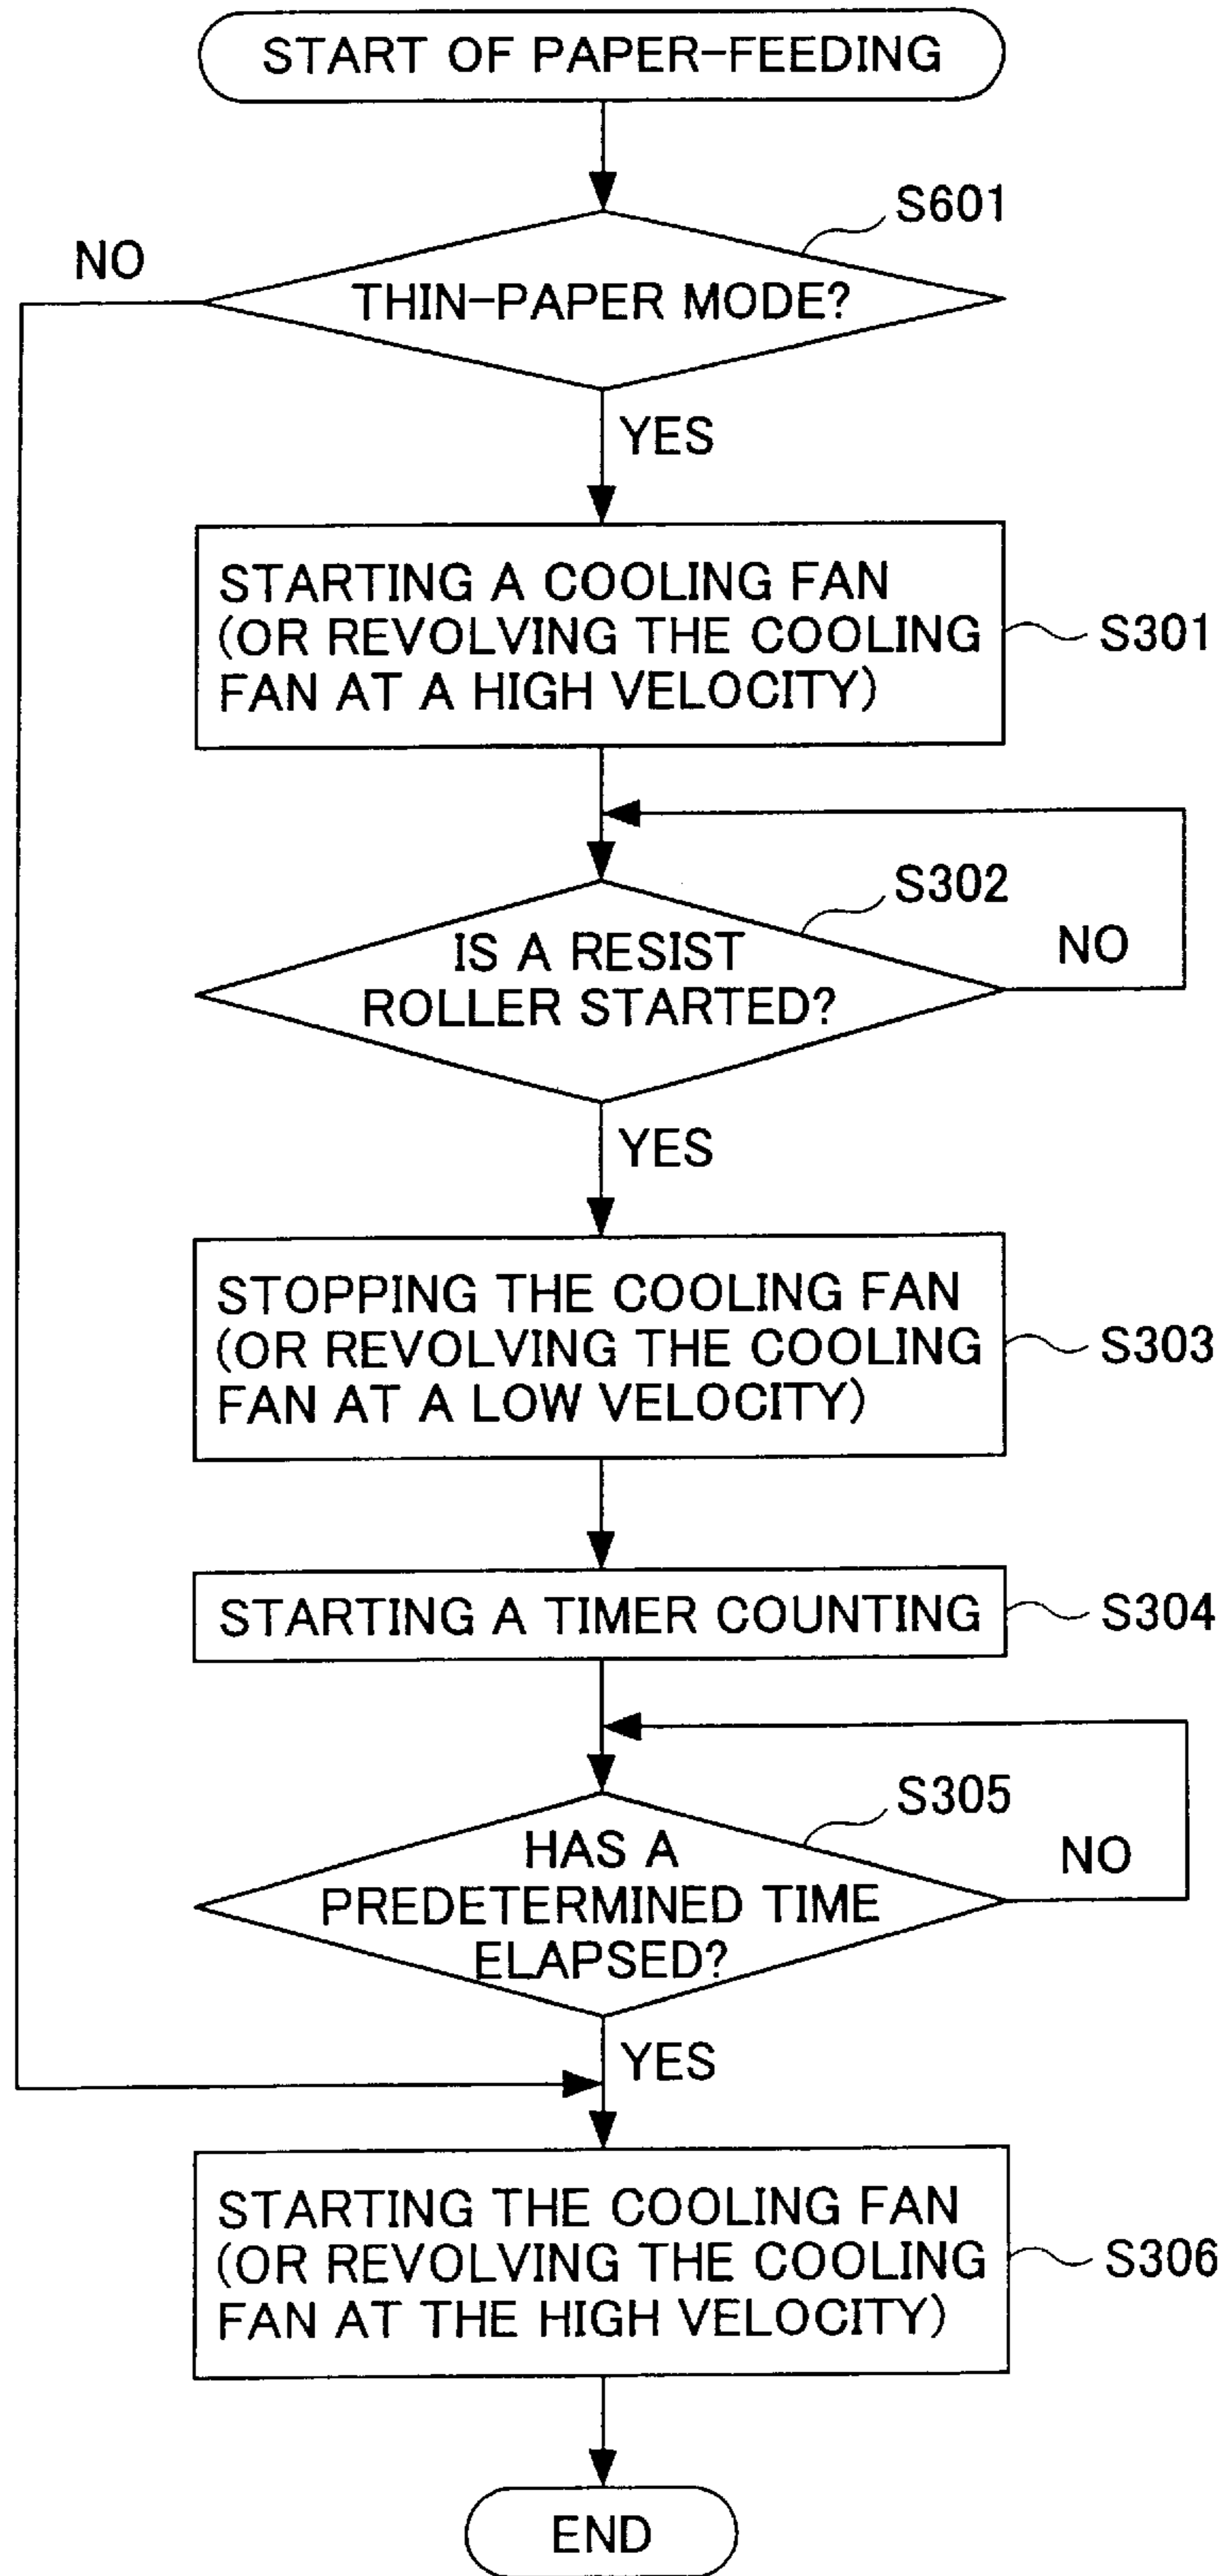 START OF PAPER-FEEDING
S601
NO
THIN-PAPER MODE?
YES
STARTING A COOLING FAN
(OR REVOLVING THE COOLING
FAN AT A HIGH VELOCITY)
S301
S302
IS A RESIST
ROLLER STARTED?
NO
YES
STOPPING THE COOLING FAN
(OR REVOLVING THE COOLING
FAN AT A LOW VELOCITY)
S303
STARTING A TIMER COUNTING
S304
S305
HAS A
PREDETERMINED TIME
ELAPSED?
NO
YES
STARTING THE COOLING FAN
(OR REVOLVING THE COOLING
FAN AT THE HIGH VELOCITY)
S306
END